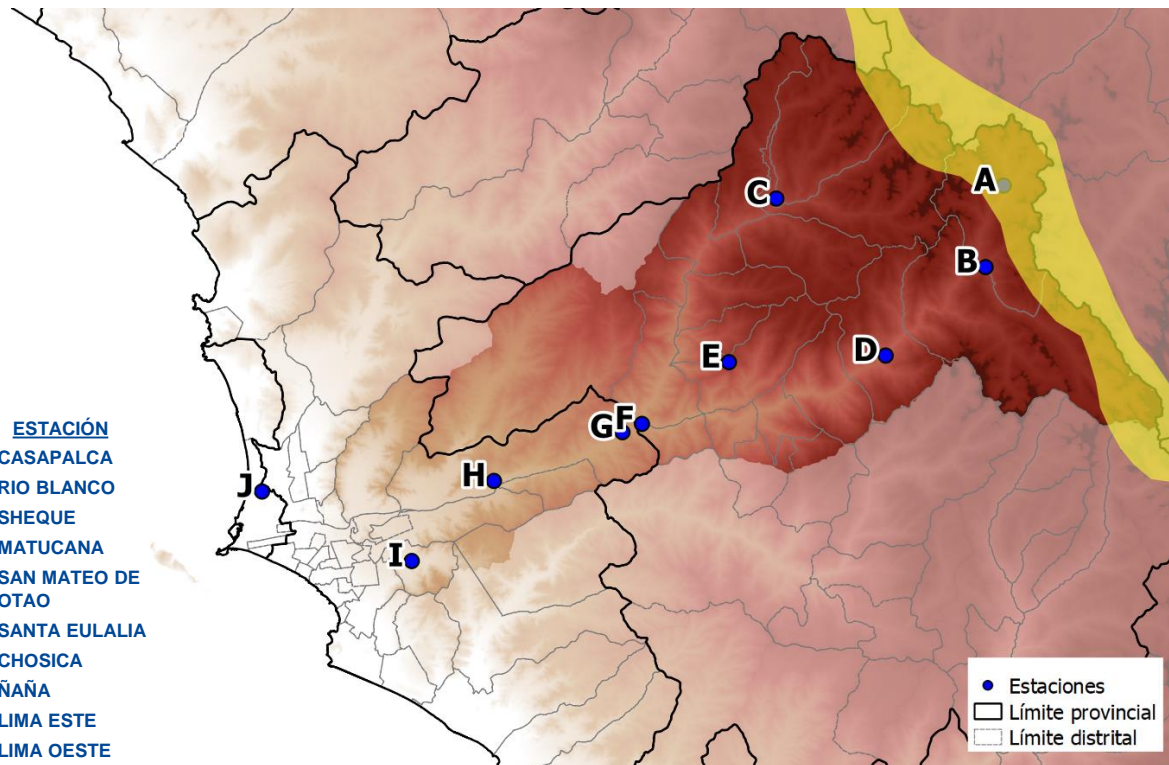 A
C
B
E
D
F
G
H
J
I
ESTACIÓN
CASAPALCA
RIO BLANCO
SHEQUE
MATUCANA
SAN MATEO DE
OTAO
SANTA EULALIA
CHOSICA
ÑAÑA
LIMA ESTE
LIMA OESTE
Estaciones
Límite provincial
Límite distrital